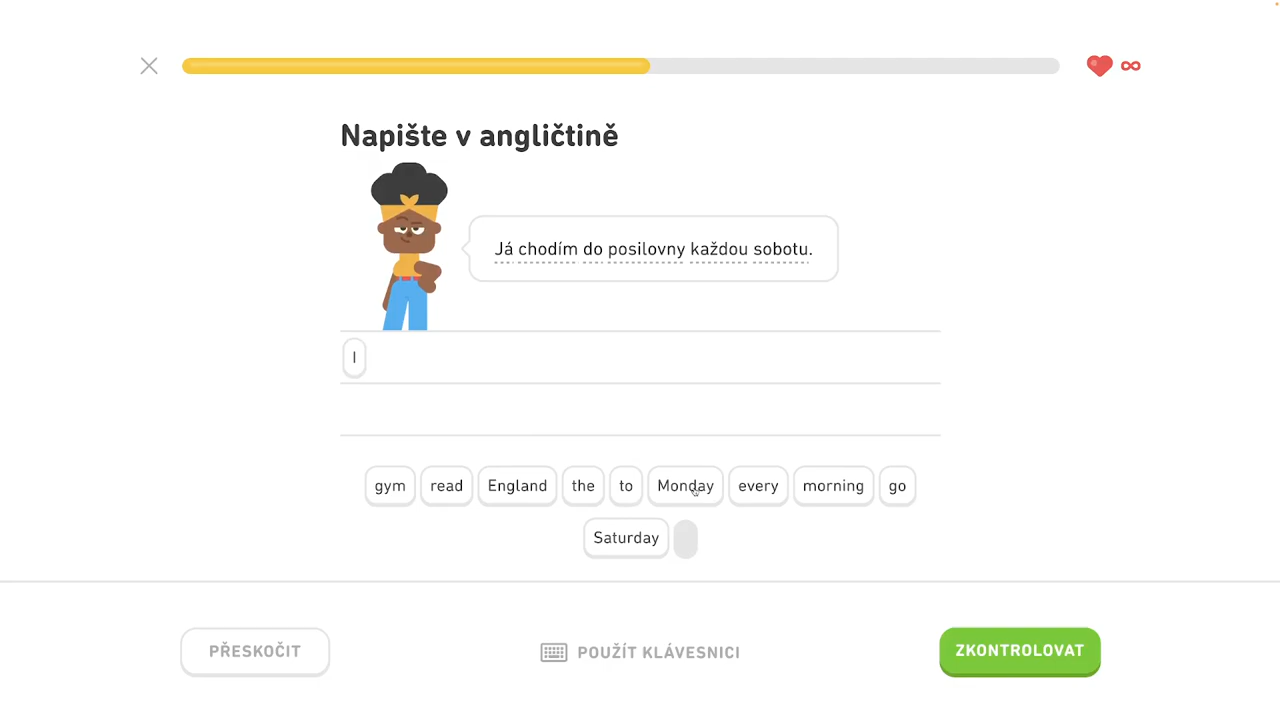 Napište v angličtině
Já chodím do posilovny každou sobotu.
I
gym read England the to Monday every morning go
Saturday
PŘESKOČIT POUŽÍT KLÁVESNICI ZKONTROLOVAT